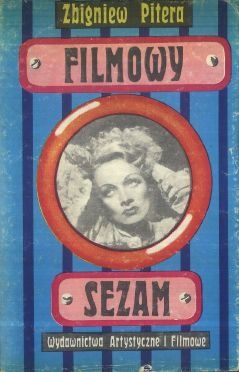 Zbigniew Pitera
FILMOWY
SEZAM
Wydawnictwa Artystyczne i Filmowe